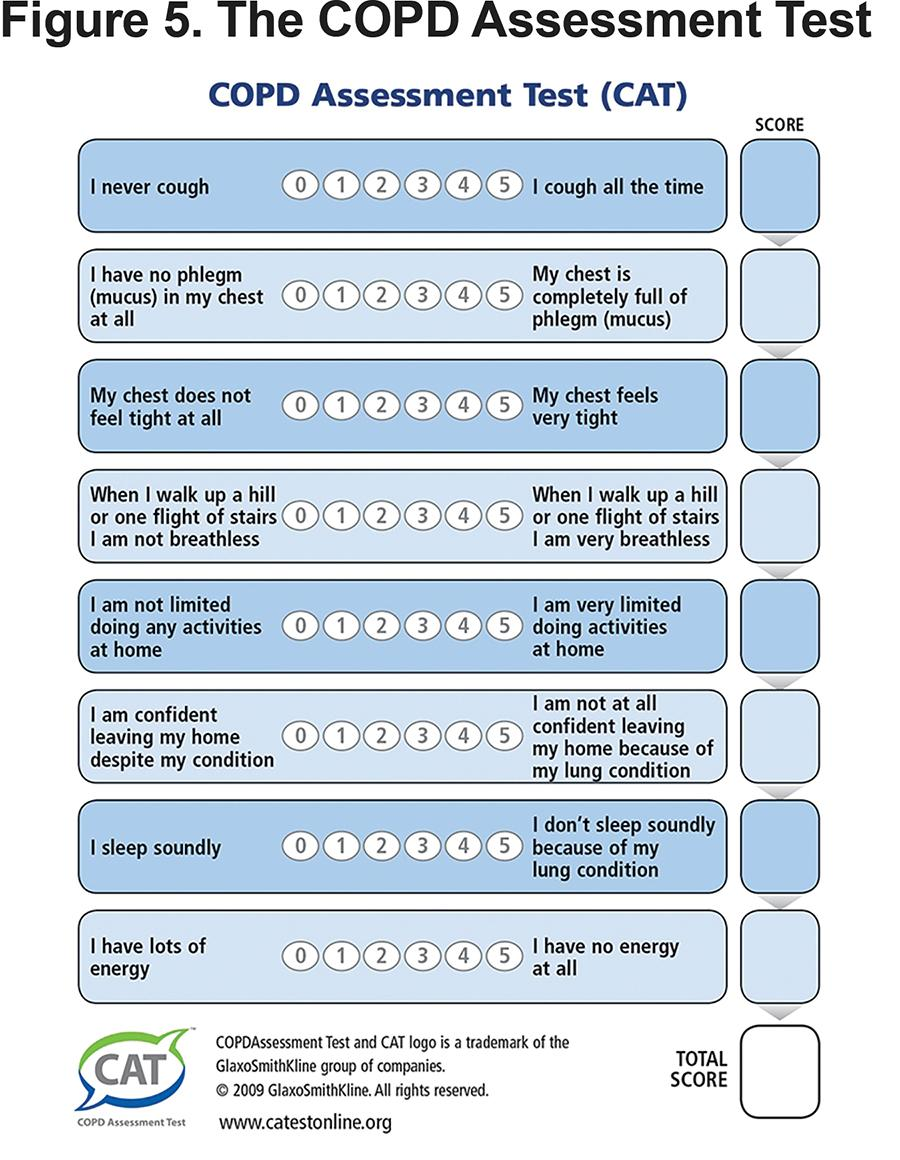 Figure 5. The COPD Assessment Test
COPD Assessment Test (CAT)
SCORE
I never cough
0 1 2 3 4 5
I cough all the time
I have no phlegm
(mucus) in my chest
at all
0 1 2 3 4 5
My chest is
completely full of
phlegm (mucus)
My chest does not
feel tight at all
0 1 2 3 4 5
My chest feels
very tight
When I walk up a hill
or one flight of stairs
I am not breathless
0 1 2 3 4 5
When I walk up a hill
or one flight of stairs
I am very breathless
I am not limited
doing any activities
at home
0 1 2 3 4 5
I am very limited
doing activities
at home
I am confident
leaving my home
despite my condition
0 1 2 3 4 5
I am not at all
confident leaving
my home because of
my lung condition
I sleep soundly
0 1 2 3 4 5
I don't sleep soundly
because of my
lung condition
I have lots of
energy
0 1 2 3 4 5
I have no energy
at all
CAT™
COPD Assessment Test
COPDAssessment Test and CAT logo is a trademark of the
GlaxoSmithKline group of companies.
© 2009 GlaxoSmithKline. All rights reserved.
www.catestonline.org
TOTAL
SCORE